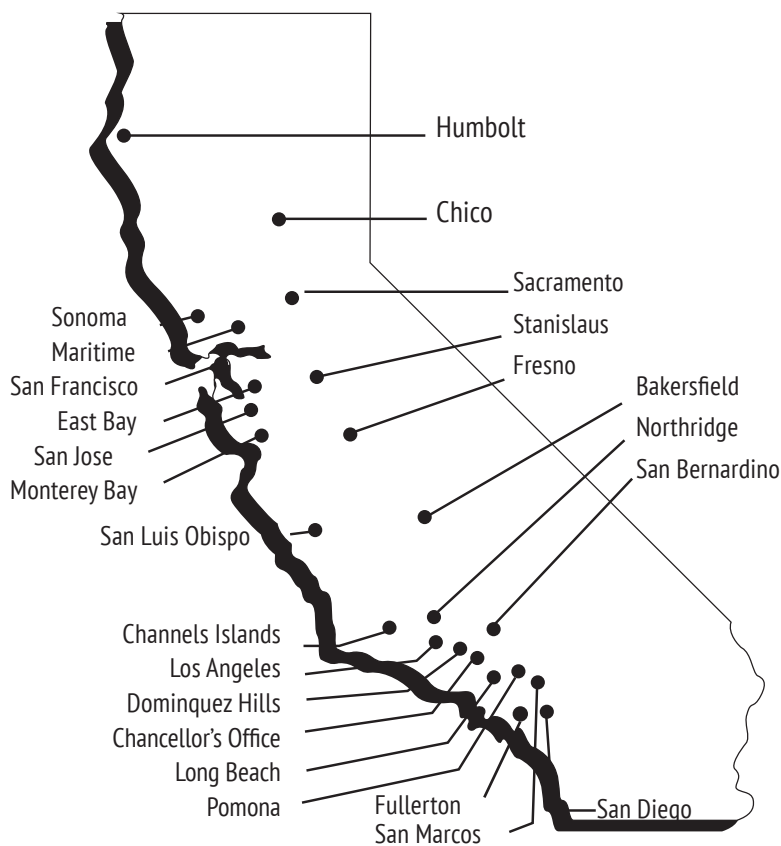 Humbolt
Chico
Sacramento
Stanislaus
Fresno
Bakersfield
Northridge
San Bernardino
Sonoma
Maritime
San Francisco
East Bay
San Jose
Monterey Bay
San Luis Obispo
Channels Islands
Los Angeles
Dominquez Hills
Chancellor’s Office
Long Beach
Pomona
Fullerton
San Marcos
San Diego